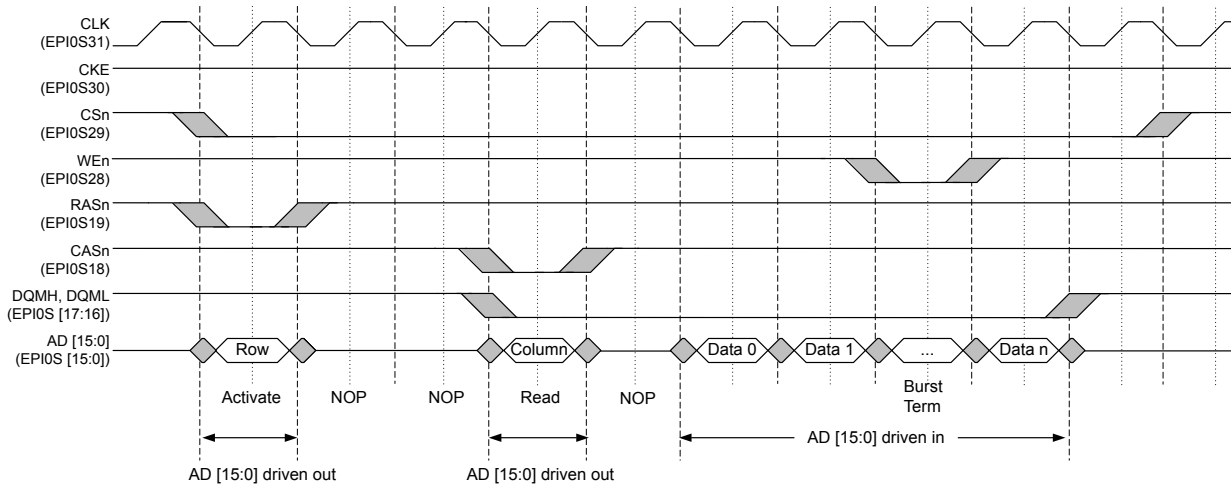 CLK
(EPI0S31)
CKE
(EPI0S30)
CSn
(EPI0S29)
WEn
(EPI0S28)
RASn
(EPI0S19)
CASn
(EPI0S18)
DQMH, DQML
(EPI0S [17:16])
AD [15:0]
(EPI0S [15:0])
Row
Column
Data 0
Data 1
...
Data n
Activate
NOP
NOP
Read
NOP
Burst
Term
AD [15:0] driven in
AD [15:0] driven out
AD [15:0] driven out